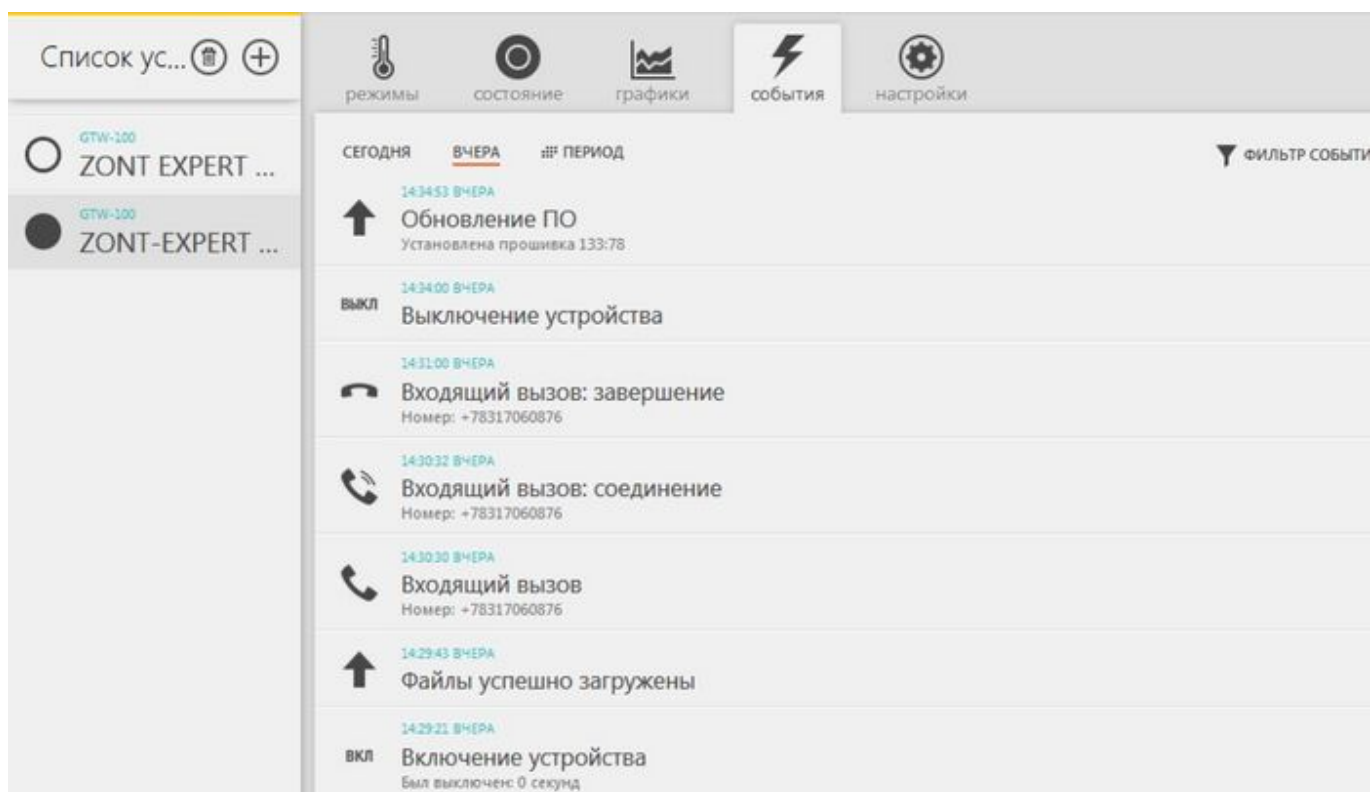 Список ус...
режимы
состояние
графики
события
настройки
GTW-100
ZONT EXPERT ...
GTW-100
ZONT-EXPERT ...
СЕГОДНЯ ВЧЕРА ПЕРИОД ФИЛЬТР СОБЫТИ
14:34:53 ВЧЕРА
Обновление ПО
Установлена прошивка 133:78
14:34:00 ВЧЕРА
ВЫКЛ
Выключение устройства
14:31:00 ВЧЕРА
Входящий вызов: завершение
Номер: +78317060876
14:30:32 ВЧЕРА
Входящий вызов: соединение
Номер: +78317060876
14:30:30 ВЧЕРА
Входящий вызов
Номер: +78317060876
14:29:43 ВЧЕРА
Файлы успешно загружены
14:29:21 ВЧЕРА
ВКЛ
Включение устройства
Был выключен: 0 секунд